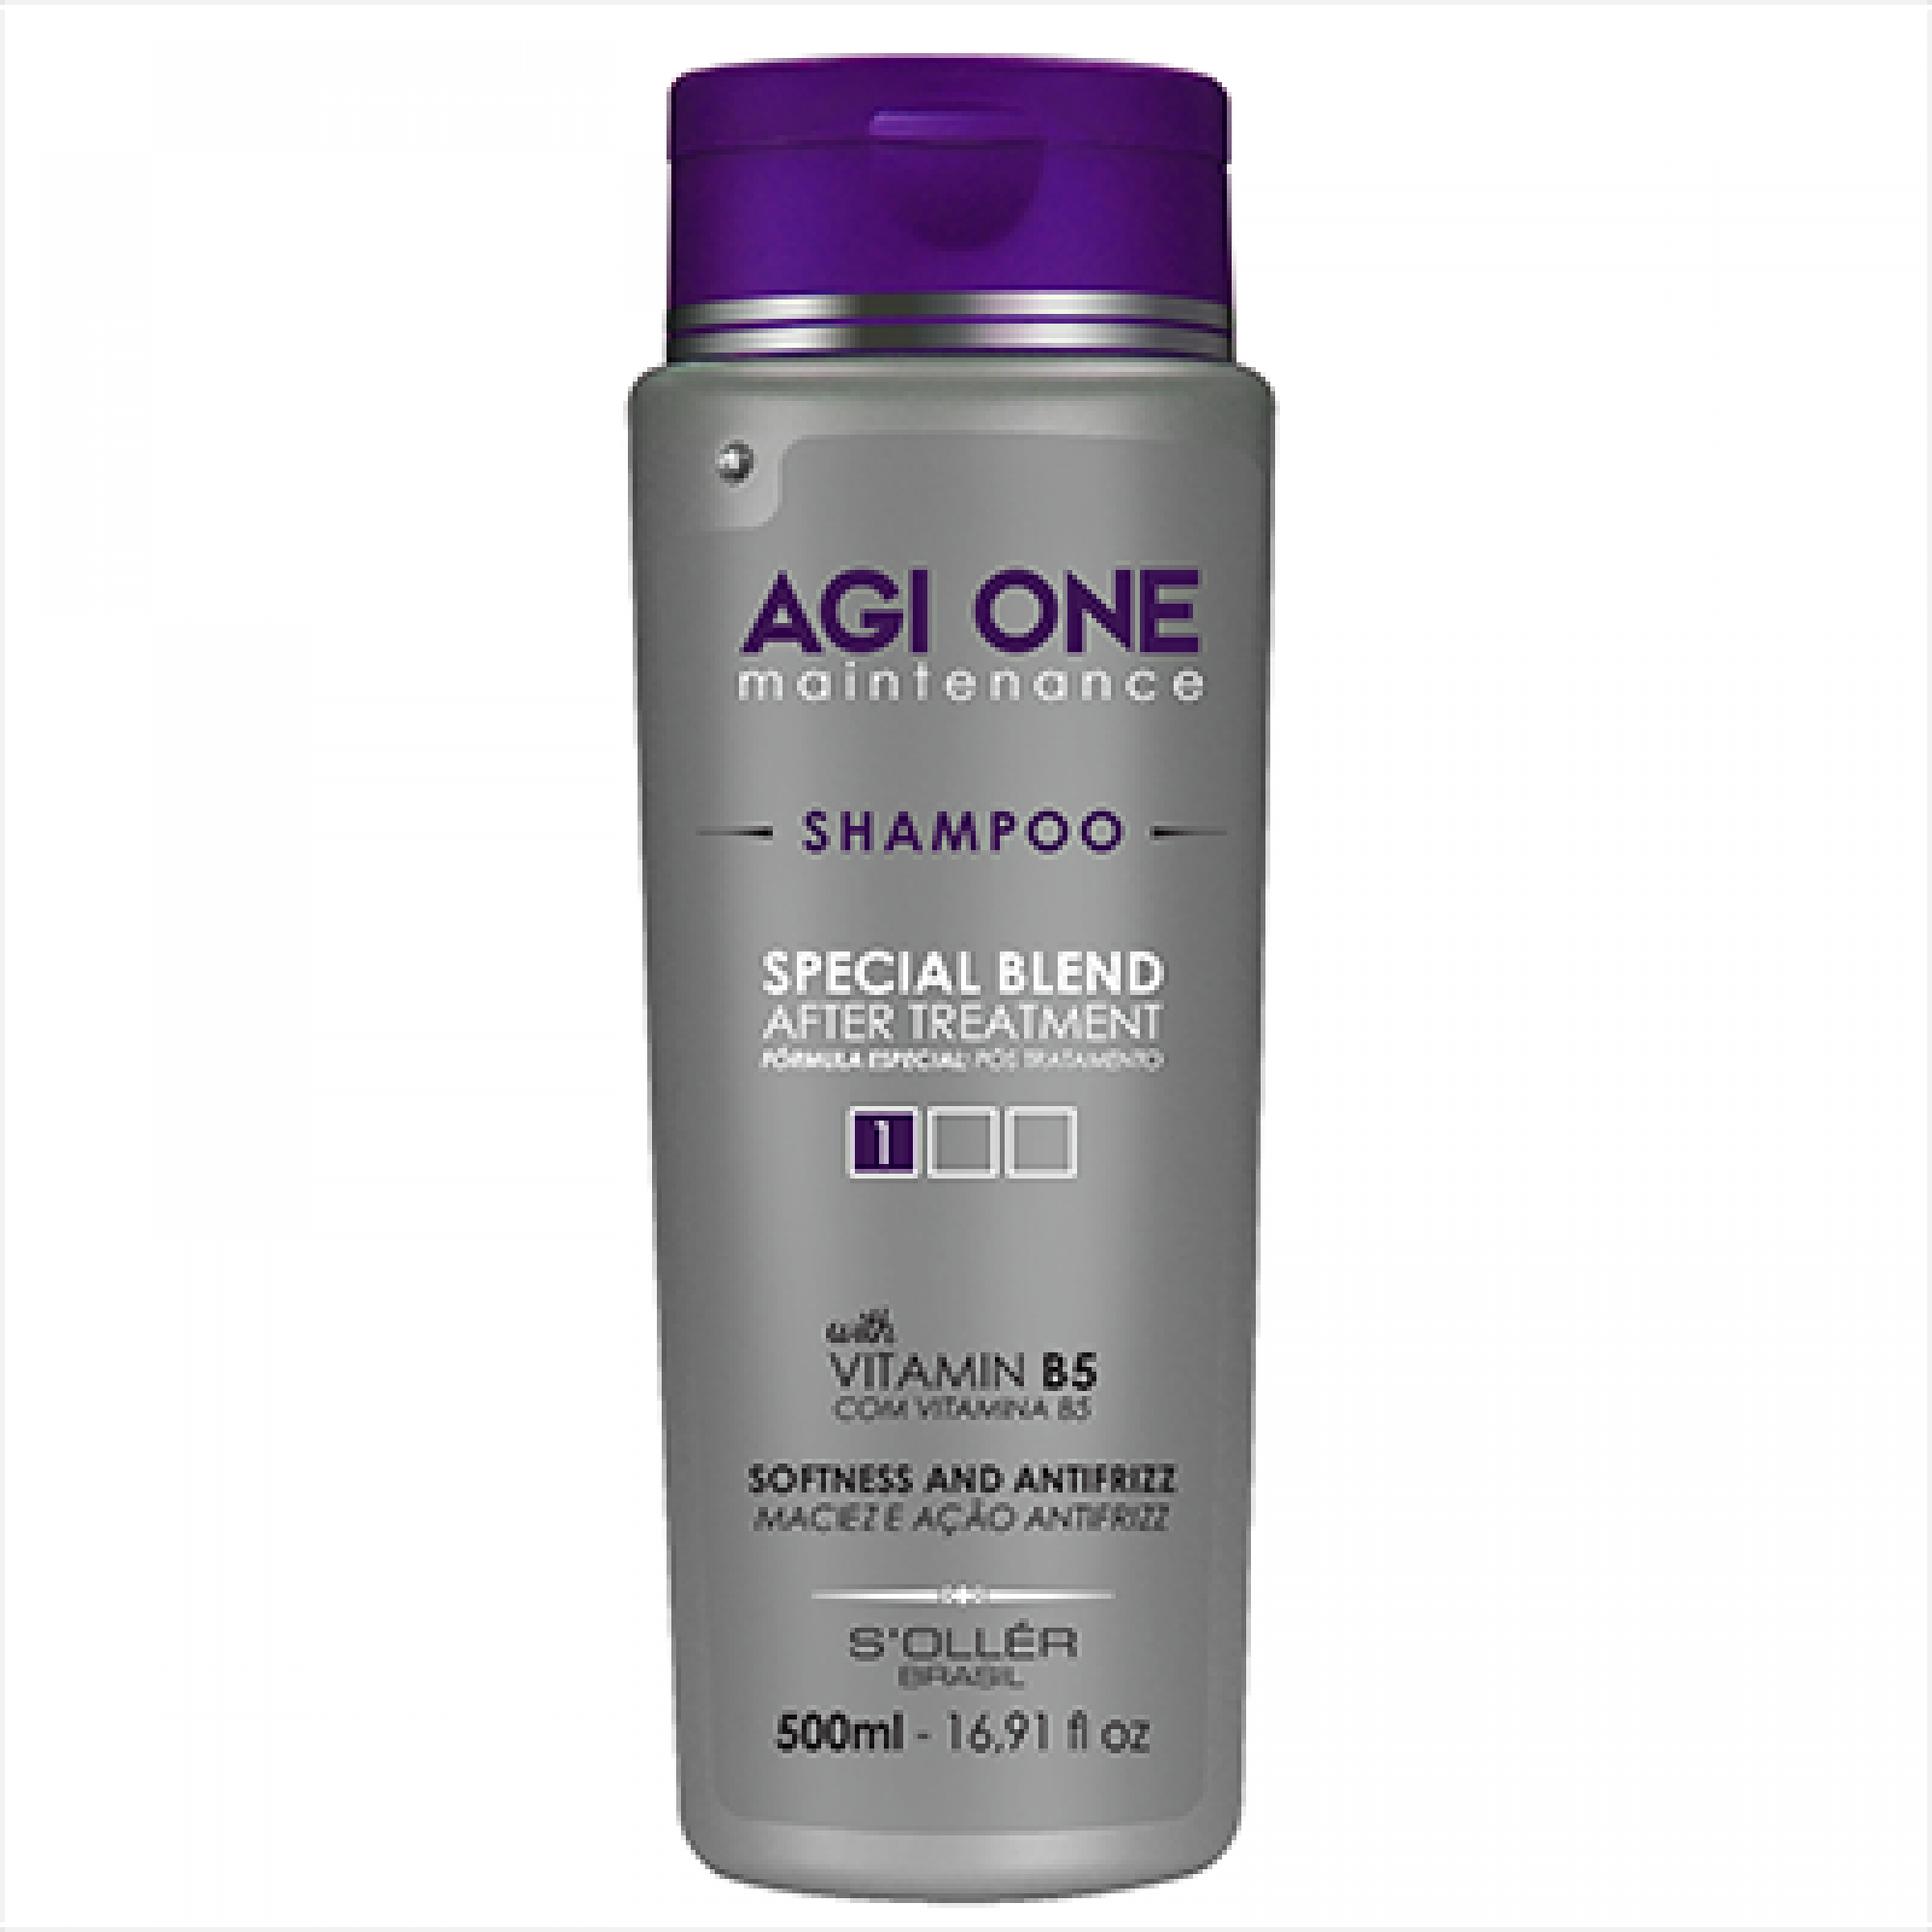 AGI ONE
maintenance
SHAMPOO
SPECIAL BLEND
AFTER TREATMENT
FÓRMULA ESPECIAL PÓS TRATAMENTO
1
with
VITAMIN B5
COM VITAMINA B5
SOFTNESS AND ANTIFRIZZ
MACIEZ E AÇÃO ANTIFRIZZ
S'OLLÉR
BRASIL
500ml - 16,91 fl oz